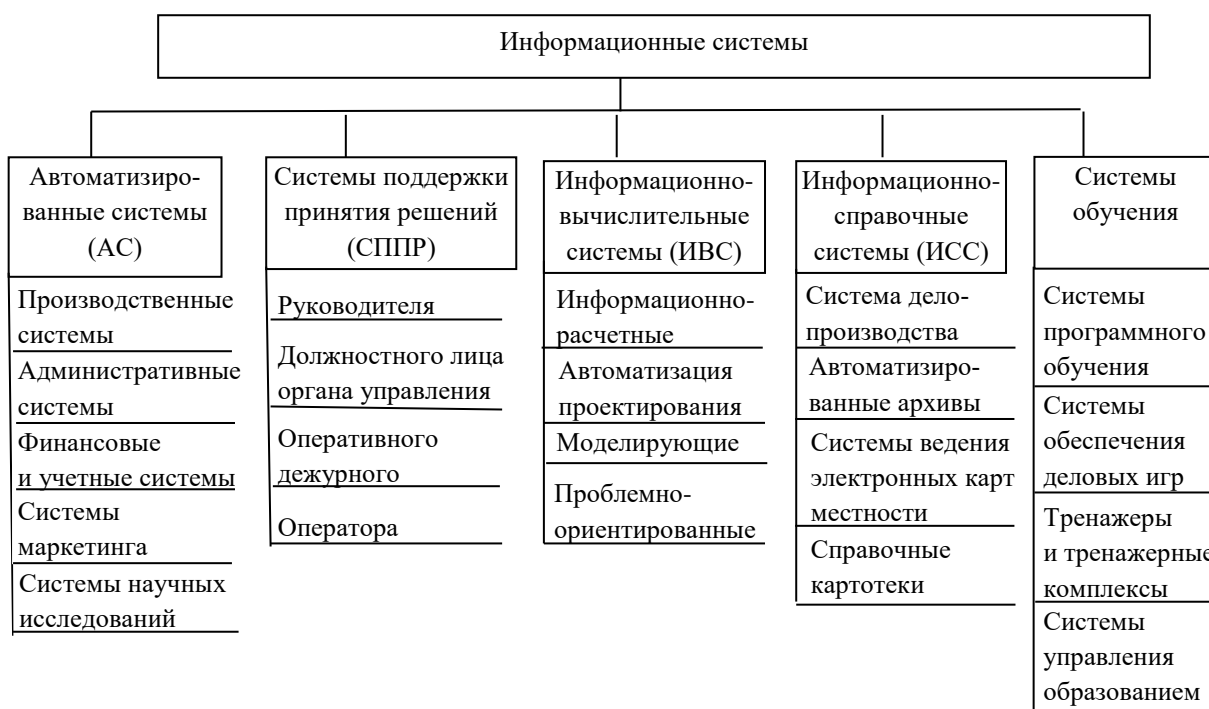 Информационные системы
Автоматизиро-
ванные системы
(АС)
Производственные
системы
Административные
системы
Финансовые
и учетные системы
Системы
маркетинга
Системы научных
исследований
Системы поддержки
принятия решений
(СППР)
Руководителя
Должностного лица
органа управления
Оперативного
дежурного
Оператора
Информационно-
вычислительные
системы (ИВС)
Информационно-
расчетные
Автоматизация
проектирования
Моделирующие
Проблемно-
ориентированные
Информационно-
справочные
системы (ИСС)
Система дело-
производства
Автоматизиро-
ванные архивы
Системы ведения
электронных карт
местности
Справочные
картотеки
Системы
обучения
Системы
программного
обучения
Системы
обеспечения
деловых игр
Тренажеры
и тренажерные
комплексы
Системы
управления
образованием